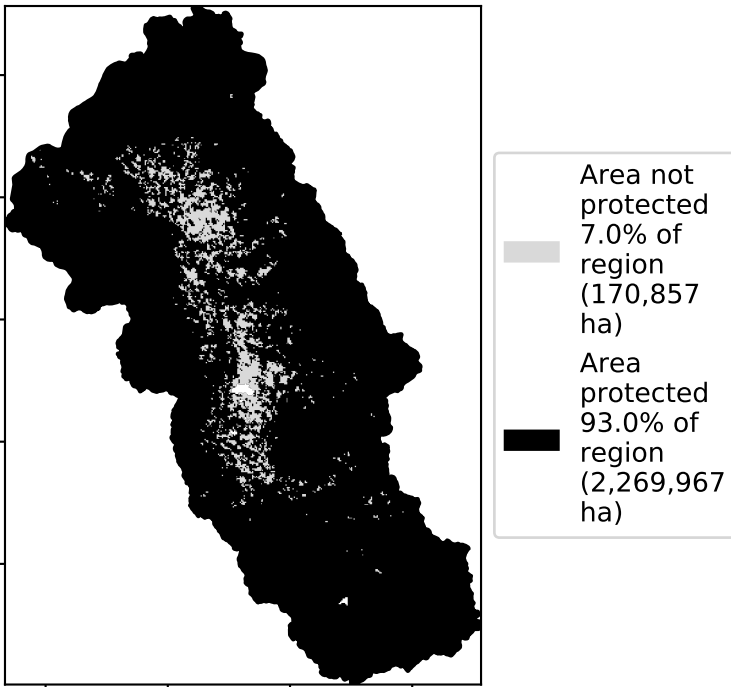 Area not
protected
7.0% of
region
(170,857
ha)
Area
protected
93.0% of
region
(2,269,967
ha)